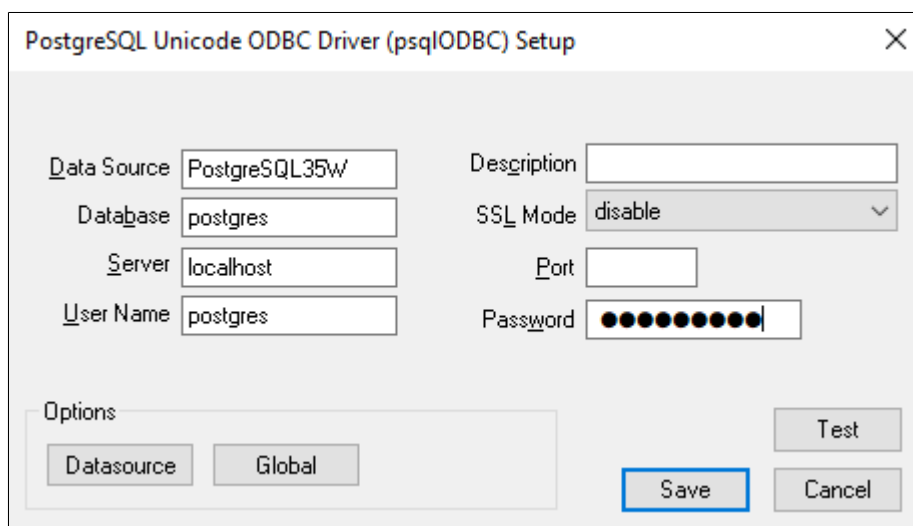 PostgreSQL Unicode ODBC Driver (psqlODBC) Setup
Data Source PostgreSQL35W
Database postgres
Server localhost
User Name postgres
Description
SSL Mode disable
Port
Password ●●●●●●●●●
Options
Datasource Global
Test
Save Cancel